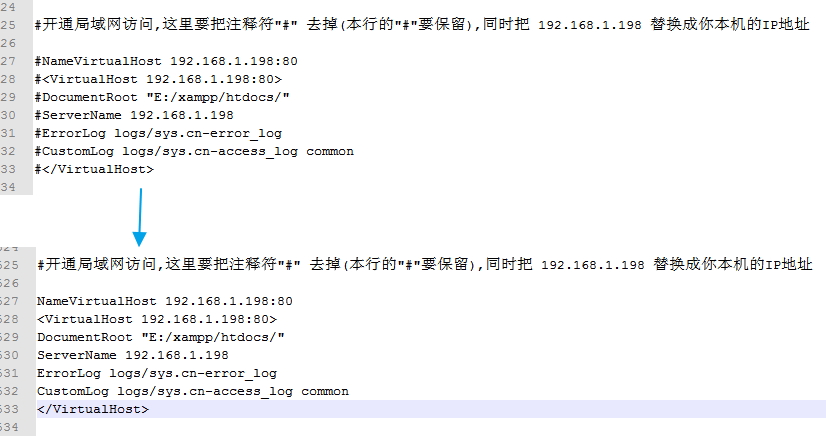 24
25 #开通局域网访问,这里要把注释符"#" 去掉(本行的"#"要保留),同时把 192.168.1.198 替换成你本机的IP地址
26
27 #NameVirtualHost 192.168.1.198:80
28 #<VirtualHost 192.168.1.198:80>
29 #DocumentRoot "E:/xampp/htdocs/"
30 #ServerName 192.168.1.198
31 #ErrorLog logs/sys.cn-error_log
32 #CustomLog logs/sys.cn-access_log common
33 #</VirtualHost>
34
524
525 #开通局域网访问,这里要把注释符"#" 去掉(本行的"#"要保留),同时把 192.168.1.198 替换成你本机的IP地址
526
527 NameVirtualHost 192.168.1.198:80
528 <VirtualHost 192.168.1.198:80>
529 DocumentRoot "E:/xampp/htdocs/"
530 ServerName 192.168.1.198
531 ErrorLog logs/sys.cn-error_log
532 CustomLog logs/sys.cn-access_log common
533 </VirtualHost>
534